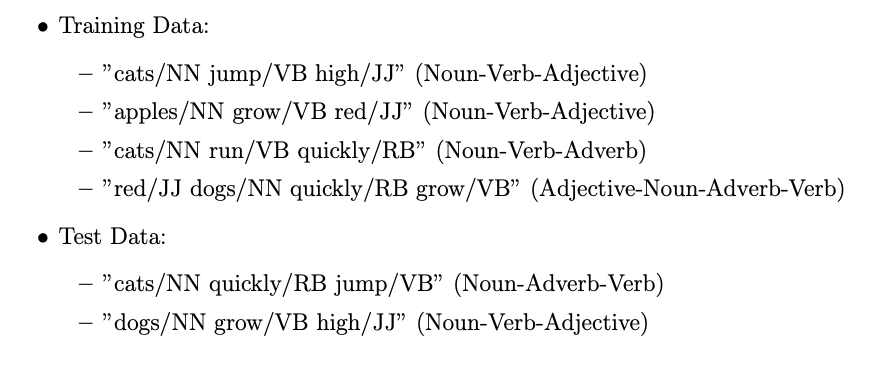 • Training Data:
– ”cats/NN jump/VB high/JJ” (Noun-Verb-Adjective)
– ”apples/NN grow/VB red/JJ” (Noun-Verb-Adjective)
– ”cats/NN run/VB quickly/RB” (Noun-Verb-Adverb)
– ”red/JJ dogs/NN quickly/RB grow/VB” (Adjective-Noun-Adverb-Verb)
• Test Data:
– ”cats/NN quickly/RB jump/VB” (Noun-Adverb-Verb)
– ”dogs/NN grow/VB high/JJ” (Noun-Verb-Adjective)